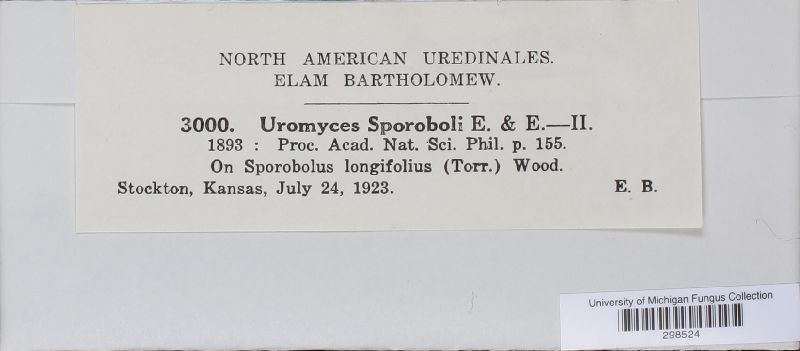 NORTH AMERICAN UREDINALES.
ELAM BARTHOLOMEW.
3000. Uromyces Sporoboli E. & E.—II.
1893 : Proc. Acad. Nat. Sci. Phil. p. 155.
On Sporobolus longifolius (Torr.) Wood.
Stockton, Kansas, July 24, 1923. E. B.
University of Michigan Fungus Collection
298524